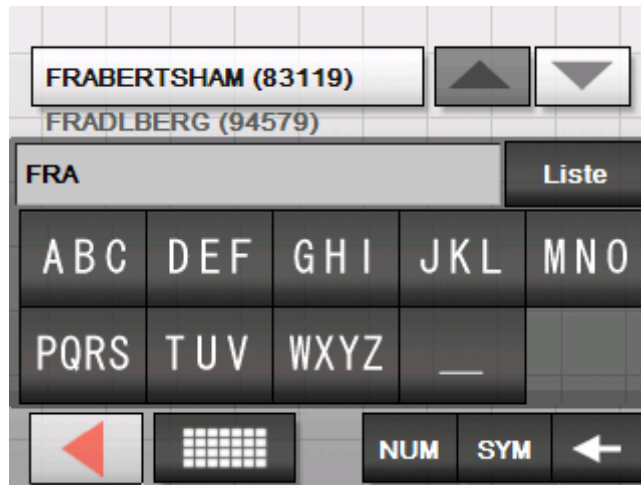 FRABERTSHAM (83119)
FRADLBERG (94579)
FRA Liste
ABC DEF GHI JKL MNO
PQRS TUV WXYZ _
NUM SYM